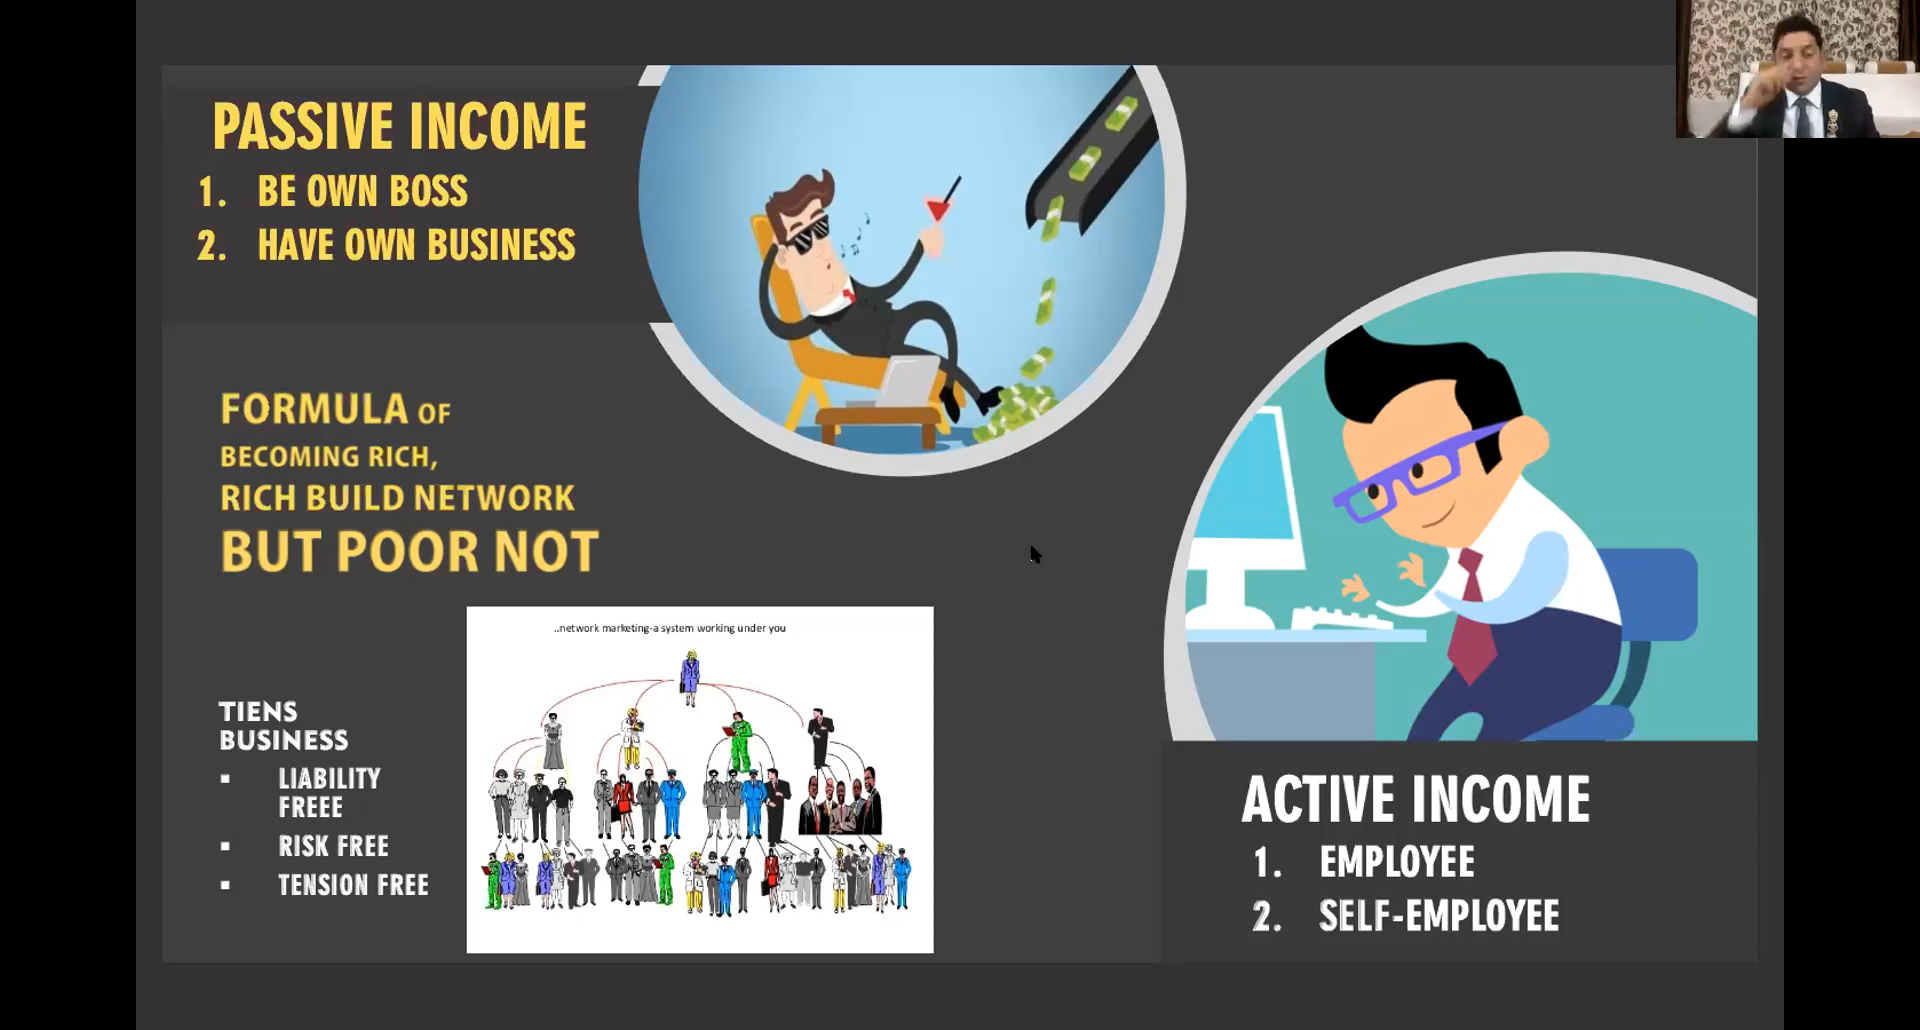 PASSIVE INCOME
1. BE OWN BOSS
2. HAVE OWN BUSINESS
FORMULA OF
BECOMING RICH,
RICH BUILD NETWORK
BUT POOR NOT
TIENS
BUSINESS
▪ LIABILITY
FREEE
▪ RISK FREE
▪ TENSION FREE
..network marketing-a system working under you
ACTIVE INCOME
1. EMPLOYEE
2. SELF-EMPLOYEE